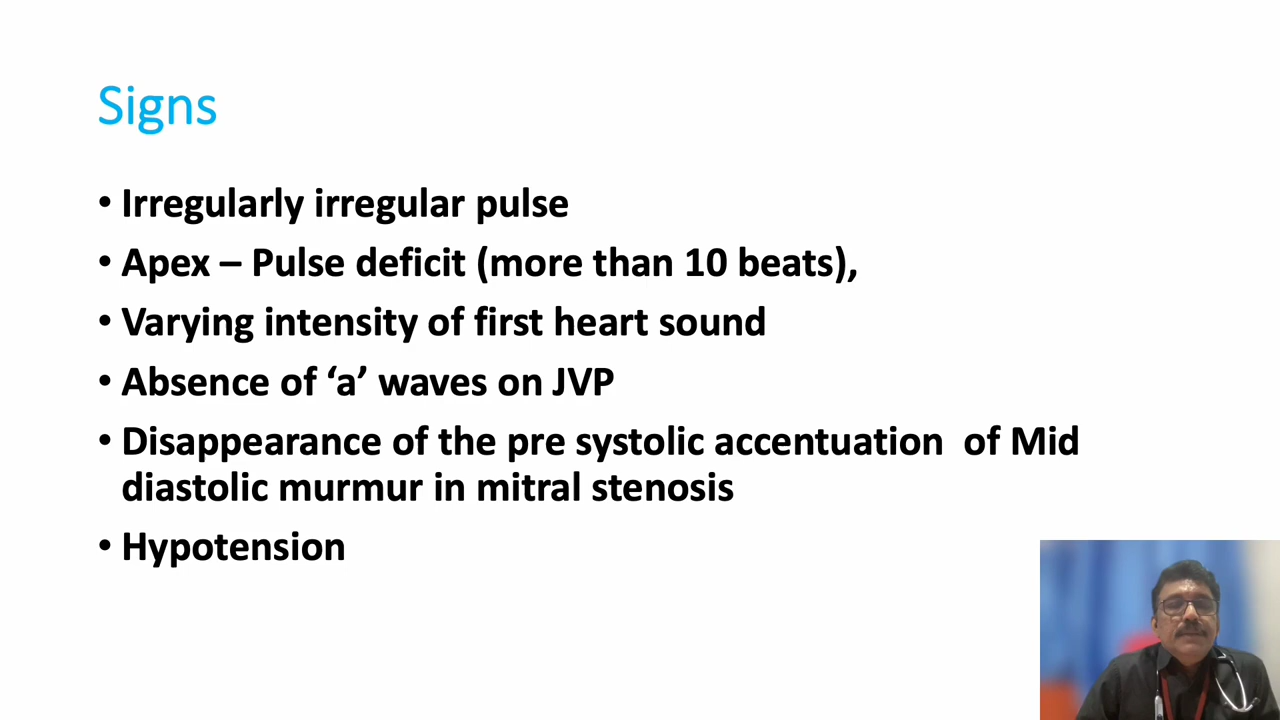 Signs
• Irregularly irregular pulse
• Apex – Pulse deficit (more than 10 beats),
• Varying intensity of first heart sound
• Absence of ‘a’ waves on JVP
• Disappearance of the pre systolic accentuation  of Mid
diastolic murmur in mitral stenosis
• Hypotension